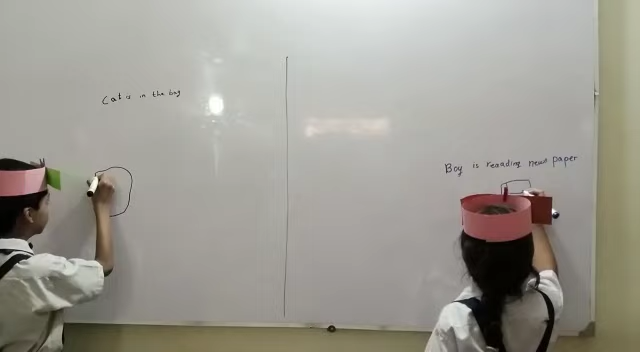 Cat is in the bag
Boy is reading news paper